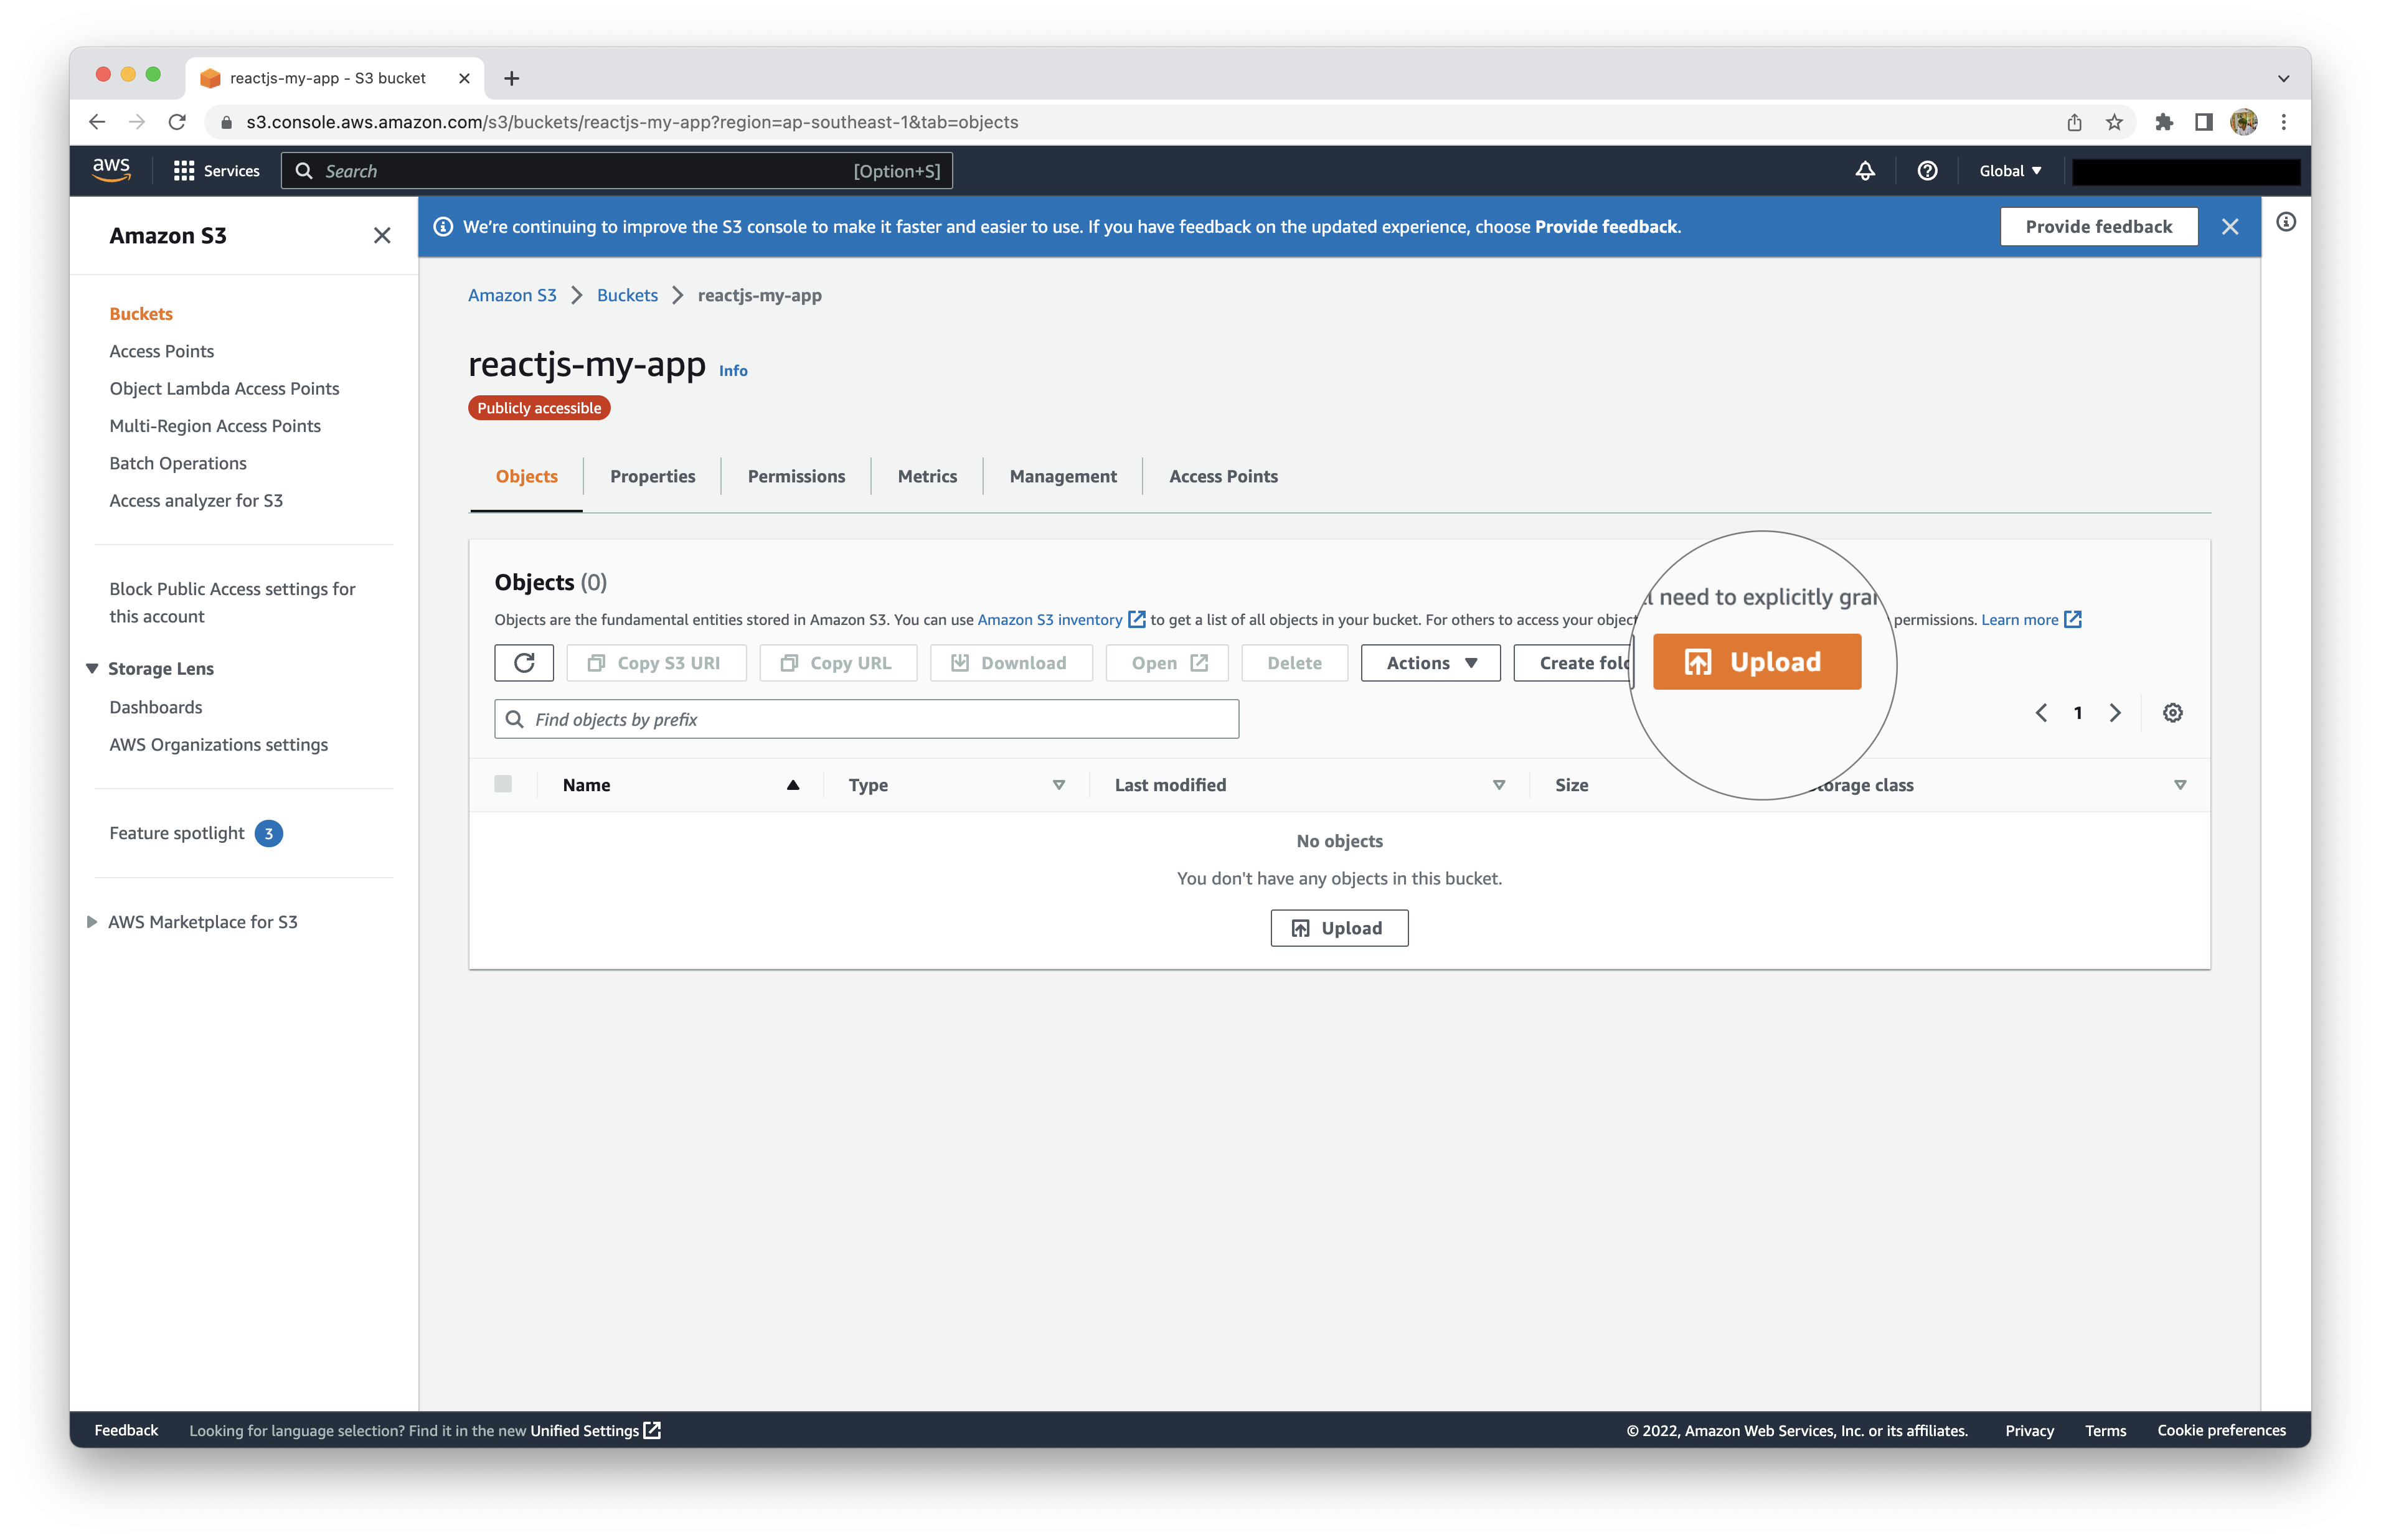 reactjs-my-app - S3 bucket
s3.console.aws.amazon.com/s3/buckets/reactjs-my-app?region=ap-southeast-1&tab=objects
aws Services Search [Option+S] Global
Amazon S3
We're continuing to improve the S3 console to make it faster and easier to use. If you have feedback on the updated experience, choose Provide feedback. Provide feedback
Buckets
Access Points
Object Lambda Access Points
Multi-Region Access Points
Batch Operations
Access analyzer for S3
Block Public Access settings for
this account
Storage Lens
Dashboards
AWS Organizations settings
Feature spotlight 3
AWS Marketplace for S3
Amazon S3 Buckets reactjs-my-app
reactjs-my-app Info
Publicly accessible
Objects Properties Permissions Metrics Management Access Points
Objects (0)
need to explicitly
Objects are the fundamental entities stored in Amazon S3. You can use Amazon S3 inventory to get a list of all objects in your bucket. For others to access your permissions. Learn more
Copy S3 URI Copy URL Download Open Delete Actions Create Upload
Find objects by prefix
1
Name Type Last modified Size class
No objects
You don't have any objects in this bucket.
Upload
Feedback Looking for language selection? Find it in the new Unified Settings © 2022, Amazon Web Services, Inc. or its affiliates. Privacy Terms Cookie preferences